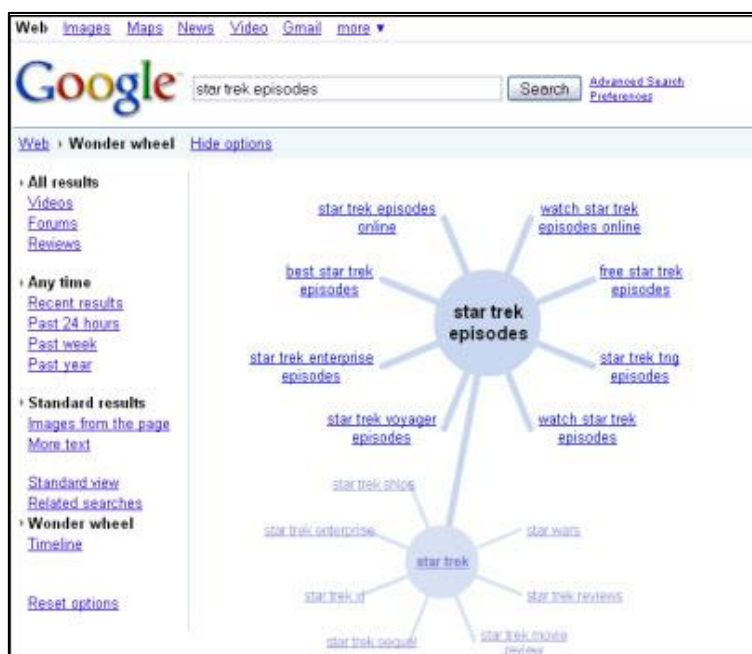 Web Images Maps News Video Gmail more ▼
Google star trek episodes Search Advanced Search
Preferences
Web › Wonder wheel Hide options
› All results
Videos
Forums
Reviews
› Any time
Recent results
Past 24 hours
Past week
Past year
› Standard results
Images from the page
More text
Standard view
Related searches
› Wonder wheel
Timeline
Reset options
star trek episodes
online
watch star trek
episodes online
best star trek
episodes
free star trek
episodes
star trek
episodes
star trek enterprise
episodes
star trek tng
episodes
star trek voyager
episodes
watch star trek
episodes
star trek ships
star trek enterprise
star wars
star trek
star trek xi
star trek reviews
star trek sequel
star trek movie
review